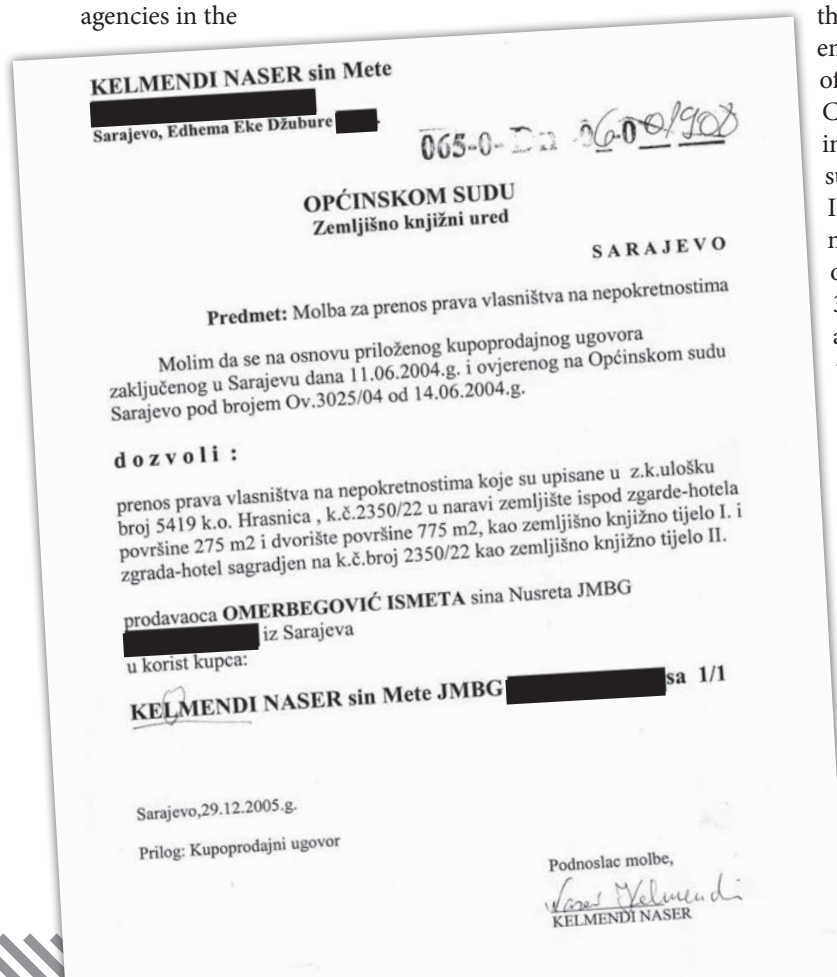 agencies in the
KELMENDI NASER sin Mete
Sarajevo, Edhema Eke Džubure
065-0-Dn 06-0 0/908
OPĆINSKOM SUDU
Zemljišno knjižni ured
SARAJEVO
Predmet: Molba za prenos prava vlasništva na nepokretnostima
Molim da se na osnovu priloženog kupoprodajnog ugovora
zaključenog u Sarajevu dana 11.06.2004.g. i ovjerenog na Općinskom sudu
Sarajevo pod brojem Ov.3025/04 od 14.06.2004.g.
dozvoli :
prenos prava vlasništva na nepokretnostima koje su upisane u z.k.ulošku
broj 5419 k.o. Hrasnica , k.č.2350/22 u naravi zemljište ispod zgarde-hotela
površine 275 m2 i dvorište površine 775 m2, kao zemljišno knjižno tijelo I. i
zgrada-hotel sagradjen na k.č.broj 2350/22 kao zemljišno knjižno tijelo II.
prodavaoca OMERBEGOVIĆ ISMETA sina Nusreta JMBG
iz Sarajeva
u korist kupca:
KELMENDI NASER sin Mete JMBG sa 1/1
Sarajevo,29.12.2005.g.
Prilog: Kupoprodajni ugovor
Podnoslac molbe,
Naser Kelmendi
KELMENDI NASER